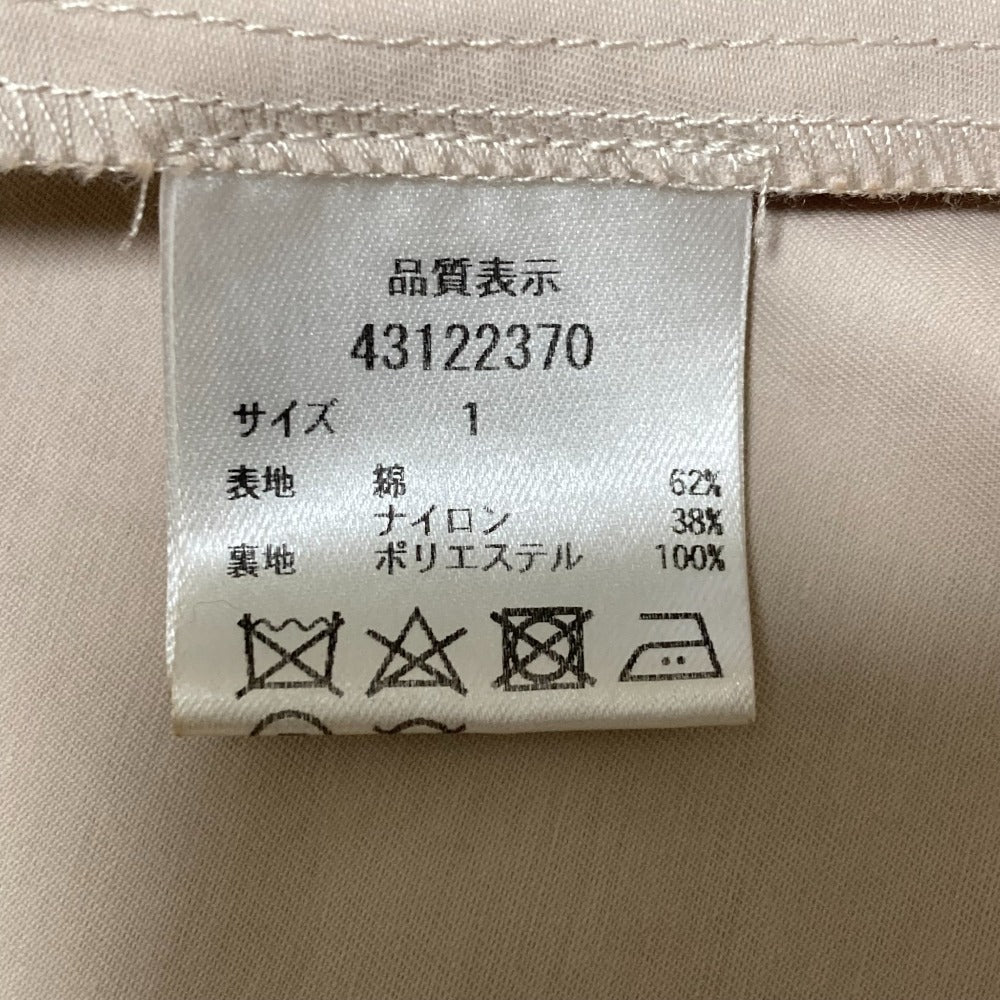 品質表示
43122370
サイズ 1
表地 綿 62%
ナイロン 38%
裏地 ポリエステル 100%